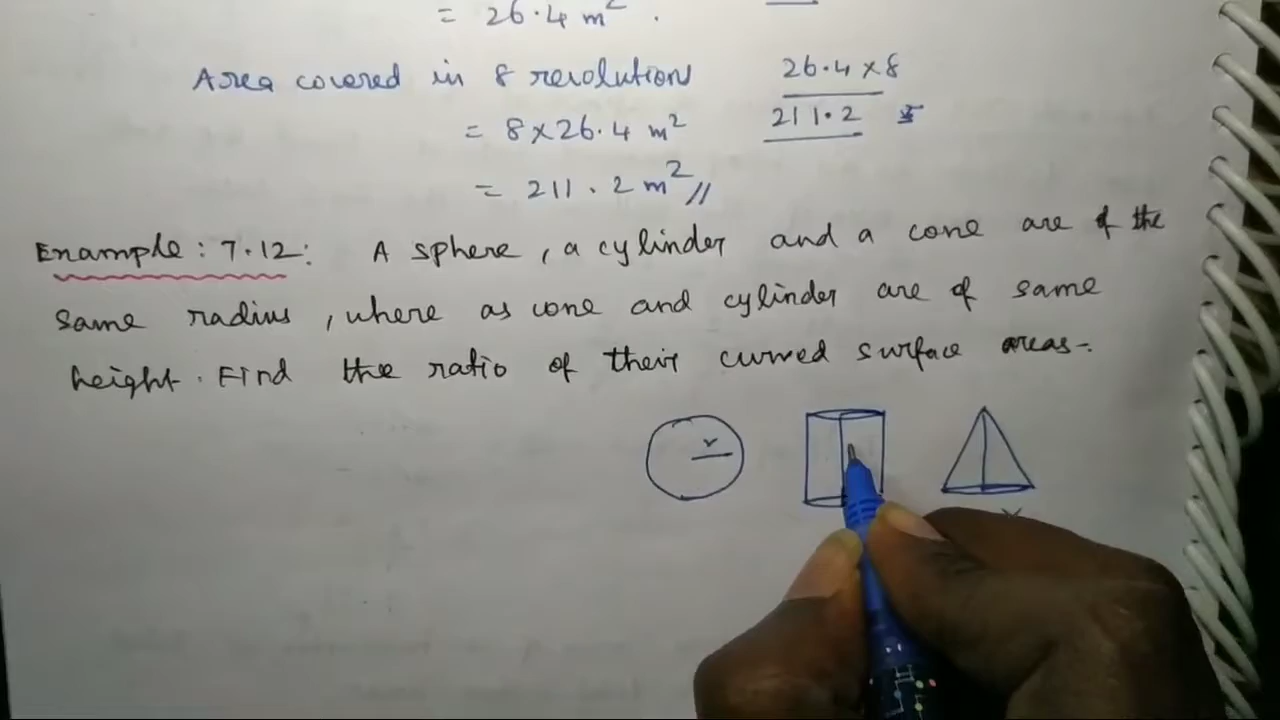 = 26.4 m².
Area covered in 8 revolution
26.4 × 8
= 8 × 26.4 m²
211.2
= 211.2 m² //
Example: 7.12: A sphere, a cylinder and a cone are of the
same radius, where as cone and cylinder are of same
height. Find the ratio of their curved surface areas.
r
r